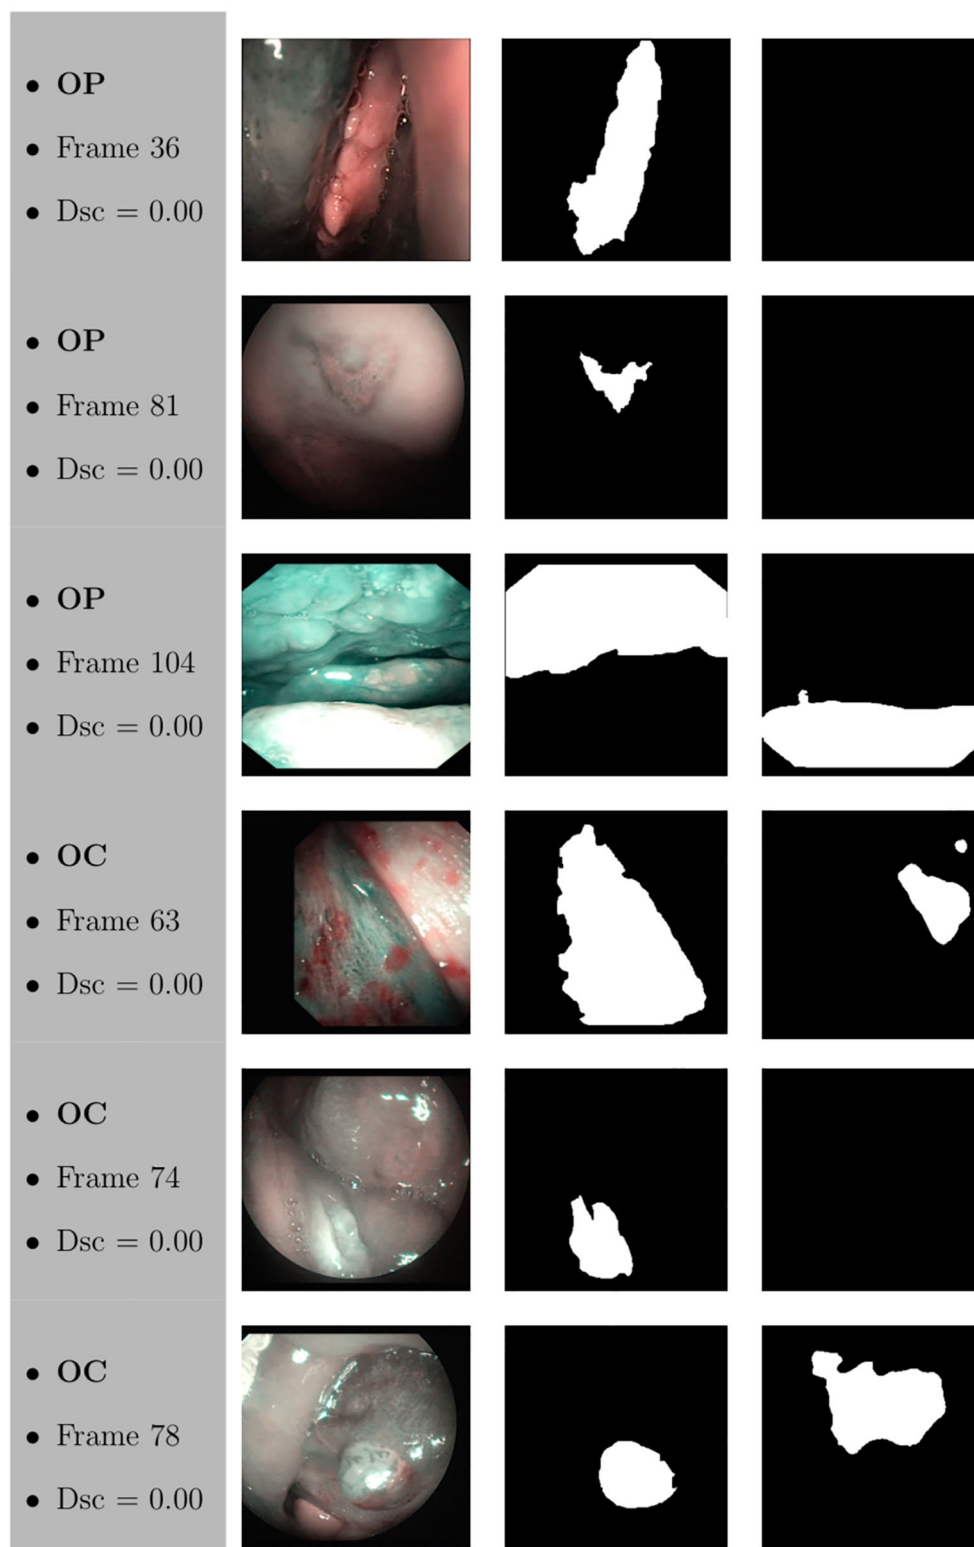 • OP
• Frame 36
• Dsc = 0.00
• OP
• Frame 81
• Dsc = 0.00
• OP
• Frame 104
• Dsc = 0.00
• OC
• Frame 63
• Dsc = 0.00
• OC
• Frame 74
• Dsc = 0.00
• OC
• Frame 78
• Dsc = 0.00